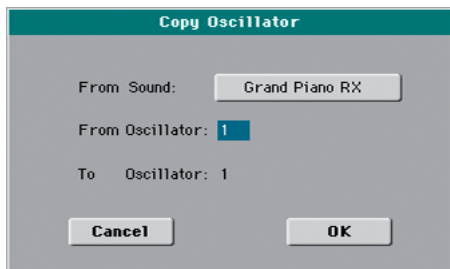 Copy Oscillator
From Sound: Grand Piano RX
From Oscillator: 1
To Oscillator: 1
Cancel OK